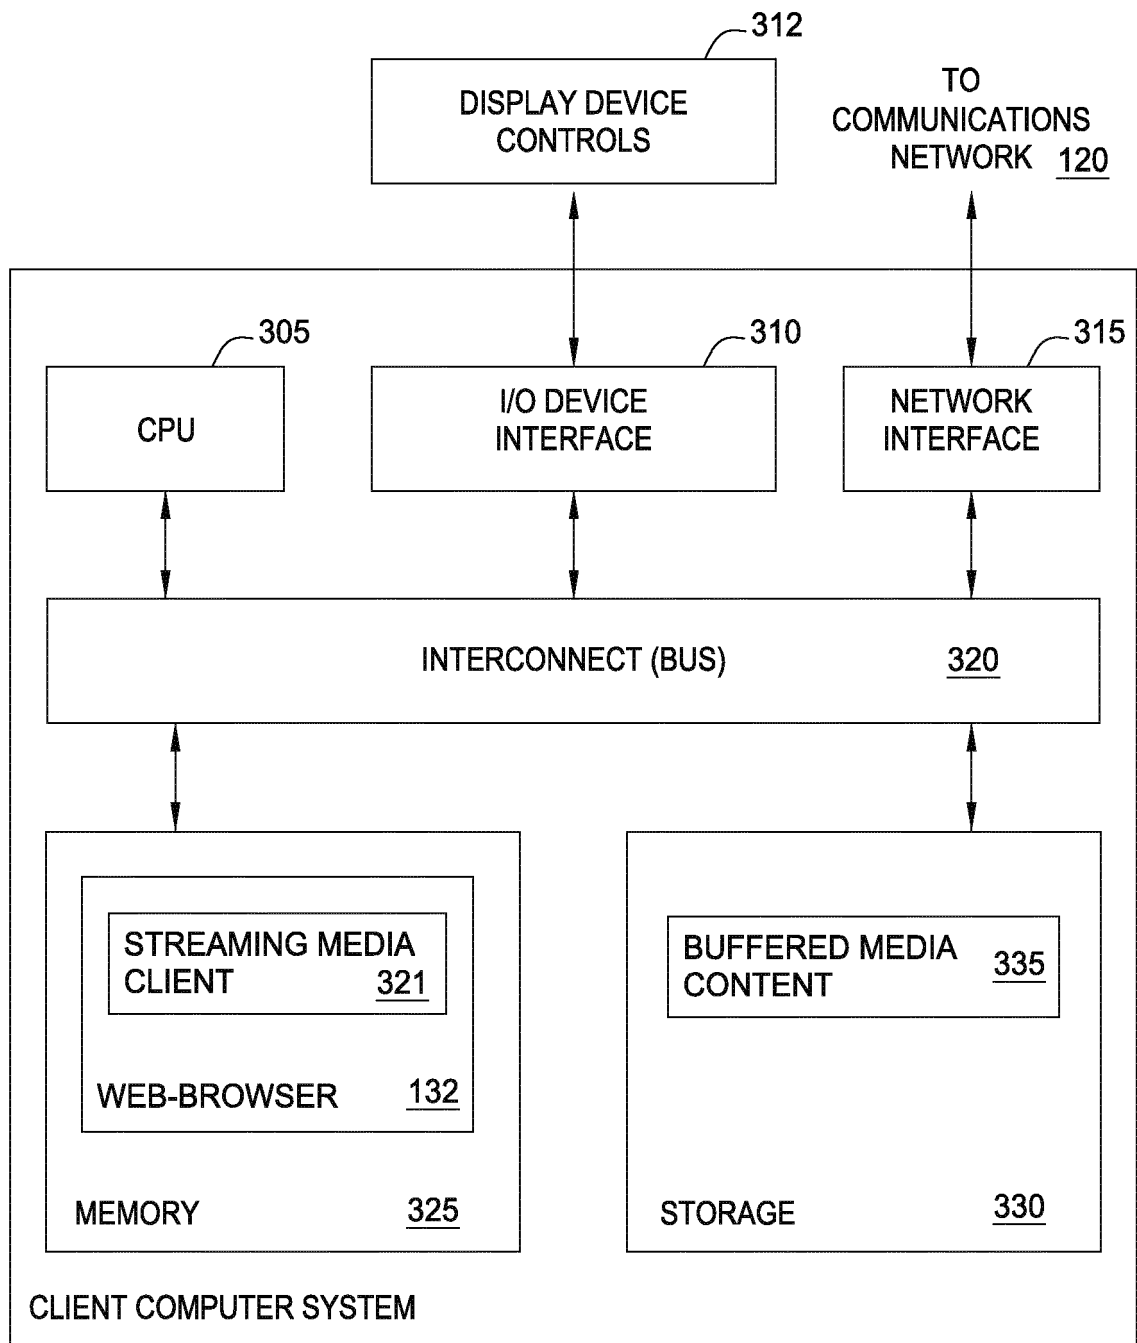 312
DISPLAY DEVICE
CONTROLS
TO
COMMUNICATIONS
NETWORK 120
305
310
315
CPU
I/O DEVICE
INTERFACE
NETWORK
INTERFACE
INTERCONNECT (BUS) 320
STREAMING MEDIA
CLIENT 321
WEB-BROWSER 132
MEMORY 325
BUFFERED MEDIA
CONTENT 335
STORAGE 330
CLIENT COMPUTER SYSTEM